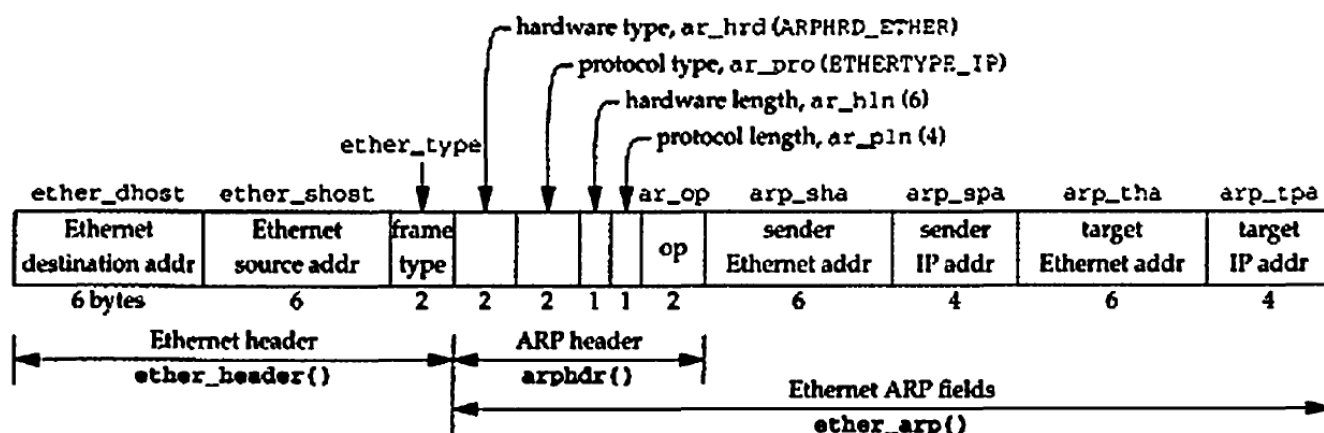 hardware type, ar_hrd (ARPHRD_ETHER)
protocol type, ar_pro (ETHERTYPE_IP)
hardware length, ar_hln (6)
protocol length, ar_pln (4)
ether_type
ether_dhost ether_shost ar_op arp_sha arp_spa arp_tha arp_tpa
Ethernet Ethernet frame sender sender target target
destination addr source addr type op Ethernet addr IP addr Ethernet addr IP addr
6 bytes 6 2 2 2 1 1 2 6 4 6 4
Ethernet header ARP header
ether_header() arphdr()
Ethernet ARP fields
ether_arp()